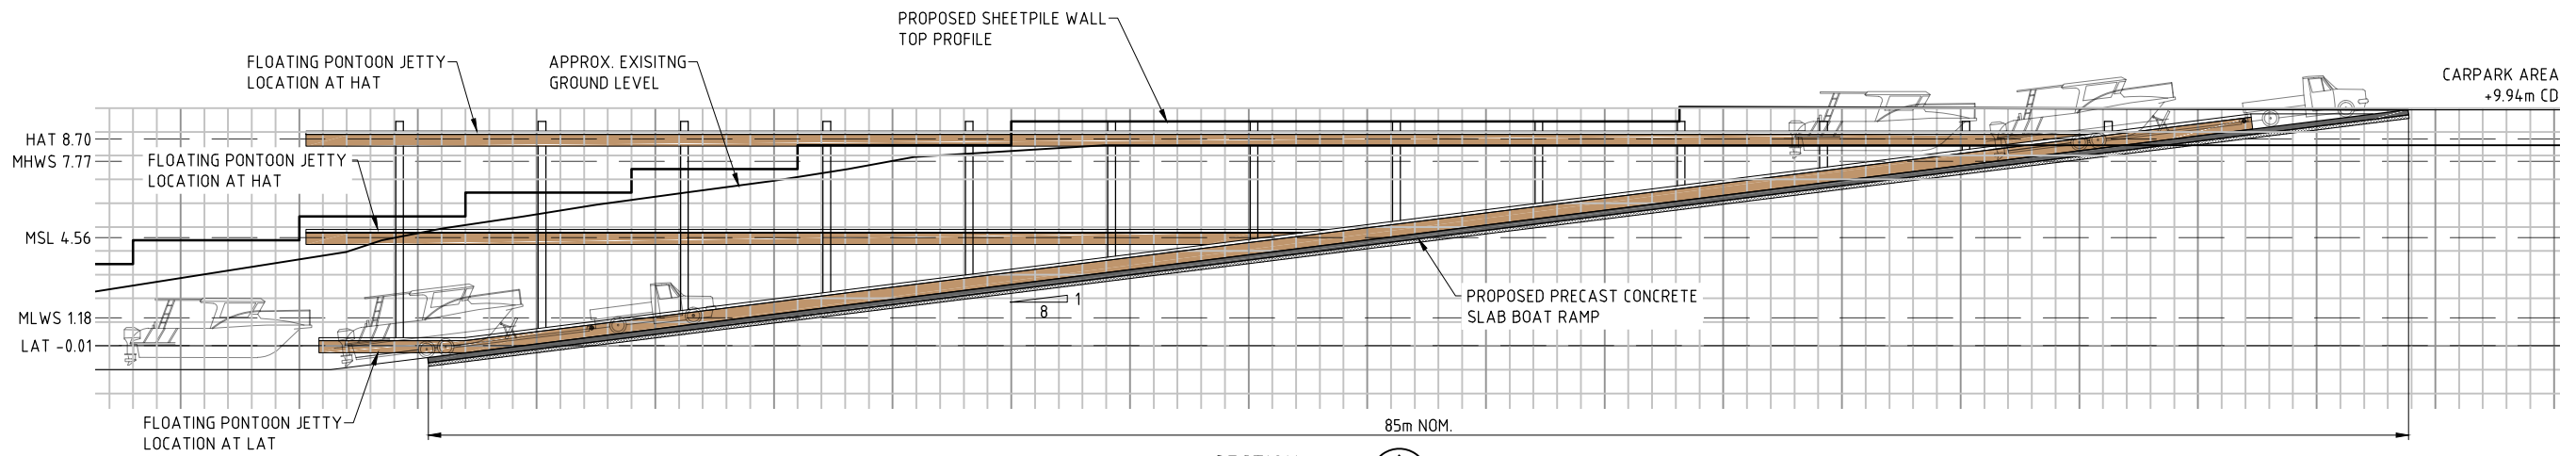 PROPOSED SHEETPILE WALL
TOP PROFILE
FLOATING PONTOON JETTY
LOCATION AT HAT
APPROX. EXISITNG
GROUND LEVEL
CARPARK AREA
+9.94m CD
HAT 8.70
MHWS 7.77
FLOATING PONTOON JETTY
LOCATION AT HAT
MSL 4.56
PROPOSED PRECAST CONCRETE
SLAB BOAT RAMP
1
8
MLWS 1.18
LAT -0.01
FLOATING PONTOON JETTY
LOCATION AT LAT
85m NOM.